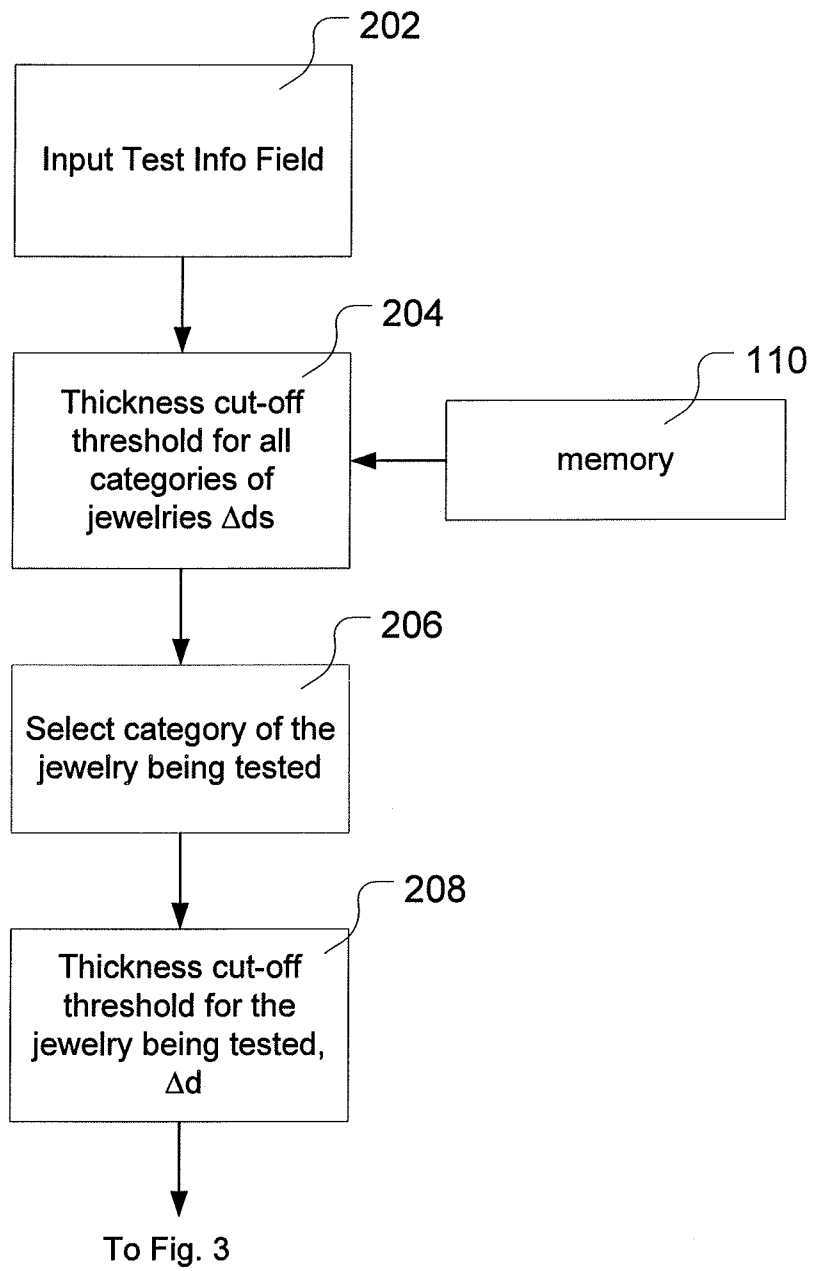 202
Input Test Info Field
204
Thickness cut-off
threshold for all
categories of
jewelries Δds
110
memory
206
Select category of the
jewelry being tested
208
Thickness cut-off
threshold for the
jewelry being tested,
Δd
To Fig. 3